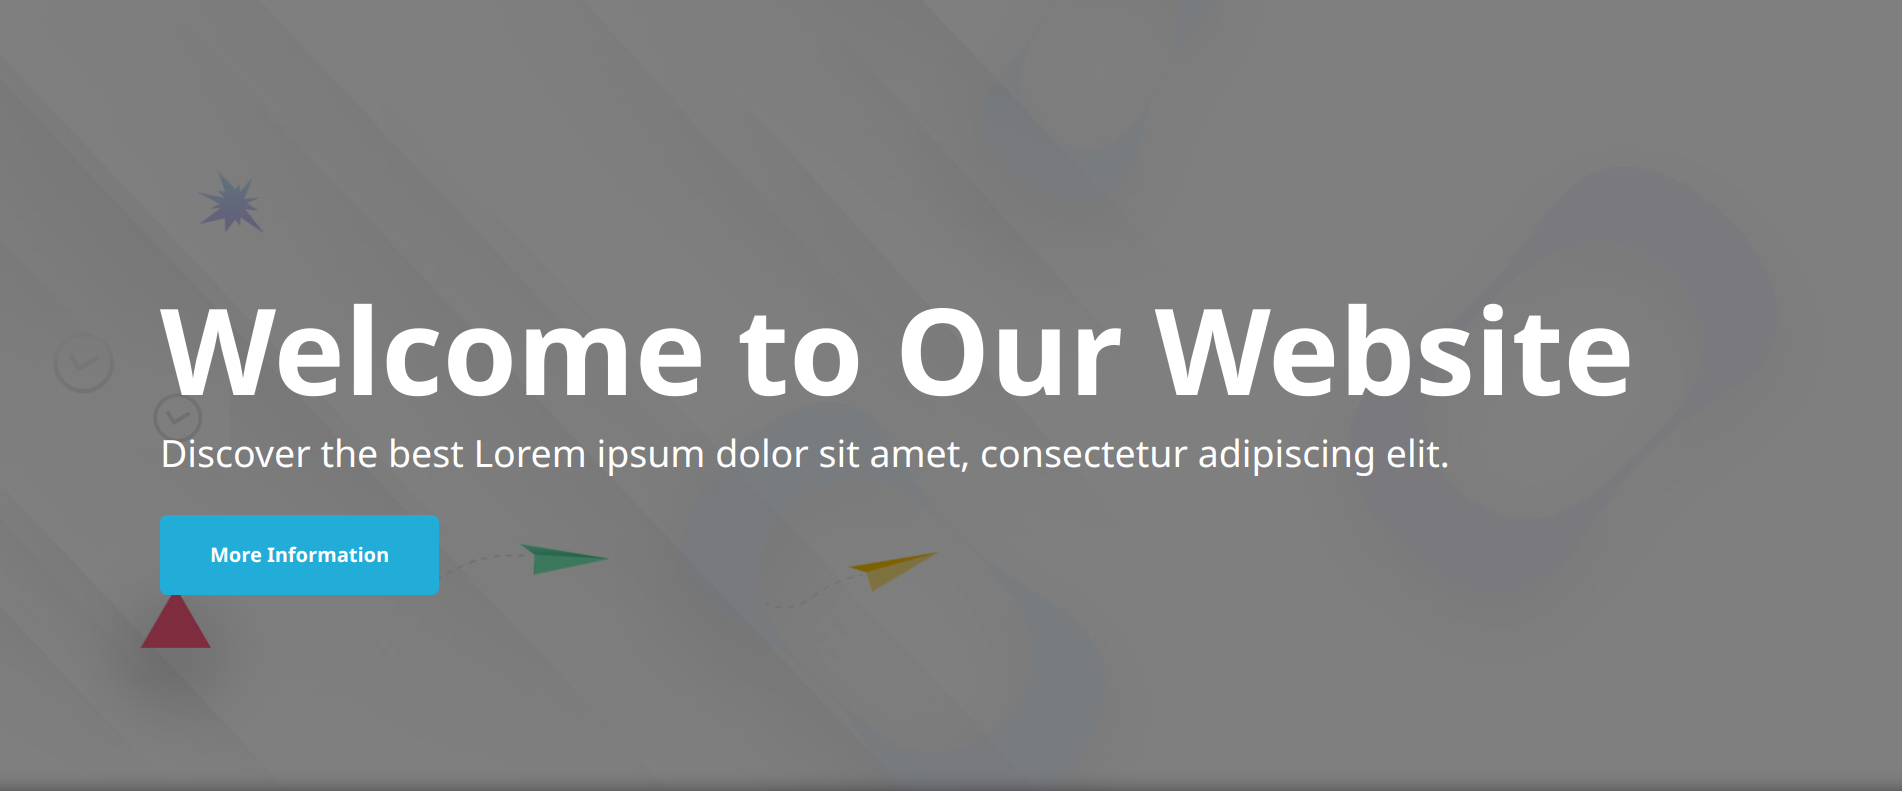 Welcome to Our Website
Discover the best Lorem ipsum dolor sit amet, consectetur adipiscing elit.
More Information